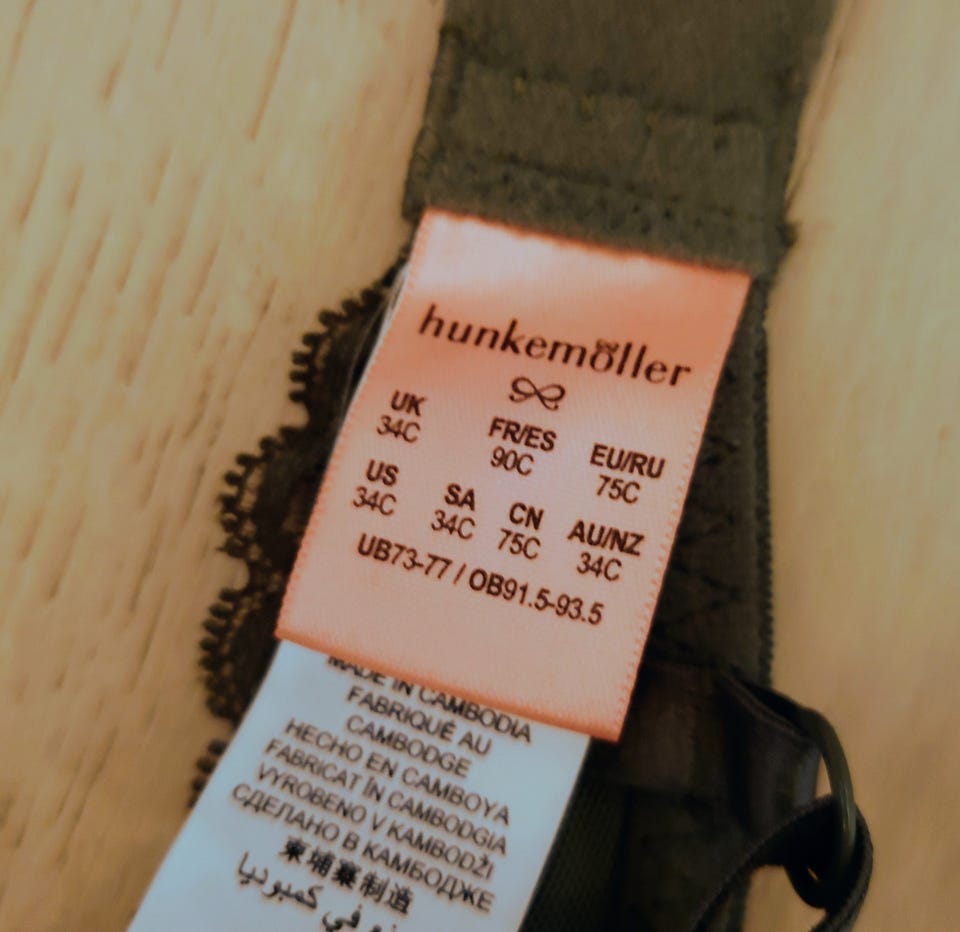 hunkemöller
UK FR/ES EU/RU
34C 90C 75C
US SA CN AU/NZ
34C 34C 75C 34C
UB73-77 / OB91.5-93.5
MADE IN CAMBODIA
FABRIQUÉ AU
CAMBODGE
HECHO EN CAMBOYA
FABRICAT ÎN CAMBODGIA
VYROBENO V KAMBODŽI
СДЕЛАНО В КАМБОДЖЕ
柬埔寨制造
في كمبوديا